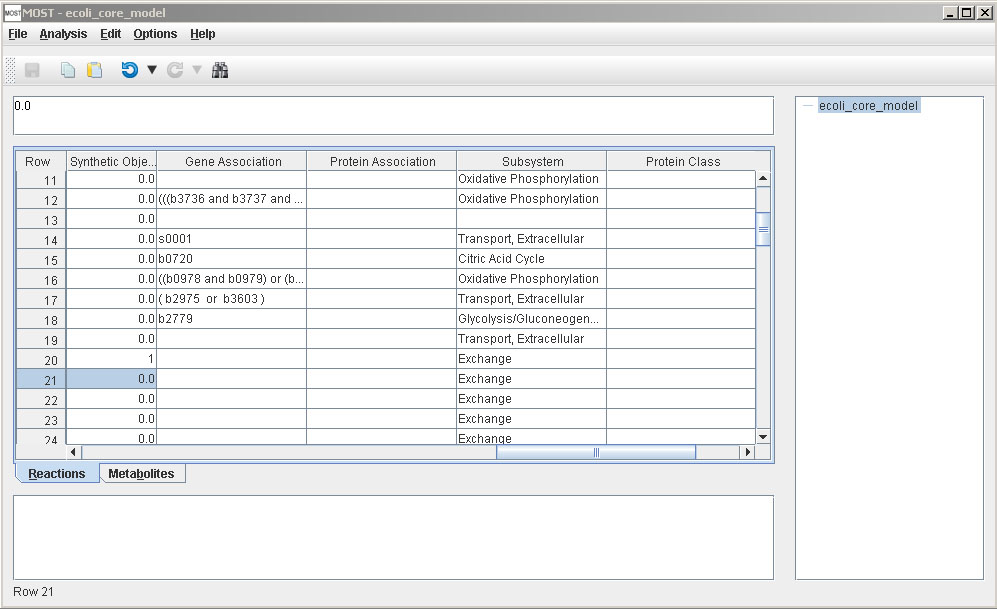 MOST MOST - ecoli_core_model
File Analysis Edit Options Help
0.0
ecoli_core_model
Row Synthetic Obje... Gene Association Protein Association Subsystem Protein Class
11 0.0 Oxidative Phosphorylation
12 0.0 (((b3736 and b3737 and ... Oxidative Phosphorylation
13 0.0
14 0.0 s0001 Transport, Extracellular
15 0.0 b0720 Citric Acid Cycle
16 0.0 ((b0978 and b0979) or (b... Oxidative Phosphorylation
17 0.0 ( b2975 or b3603 ) Transport, Extracellular
18 0.0 b2779 Glycolysis/Gluconeogen...
19 0.0 Transport, Extracellular
20 1 Exchange
21 0.0 Exchange
22 0.0 Exchange
23 0.0 Exchange
24 0.0 Exchange
Reactions Metabolites
Row 21